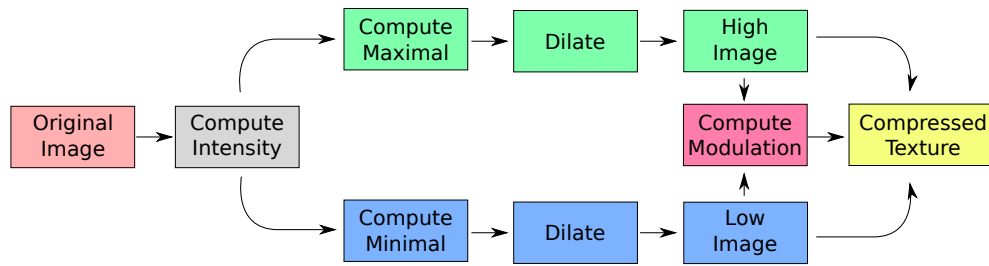 Original
Image
Compute
Intensity
Compute
Maximal
Dilate
High
Image
Compute
Minimal
Dilate
Low
Image
Compute
Modulation
Compressed
Texture